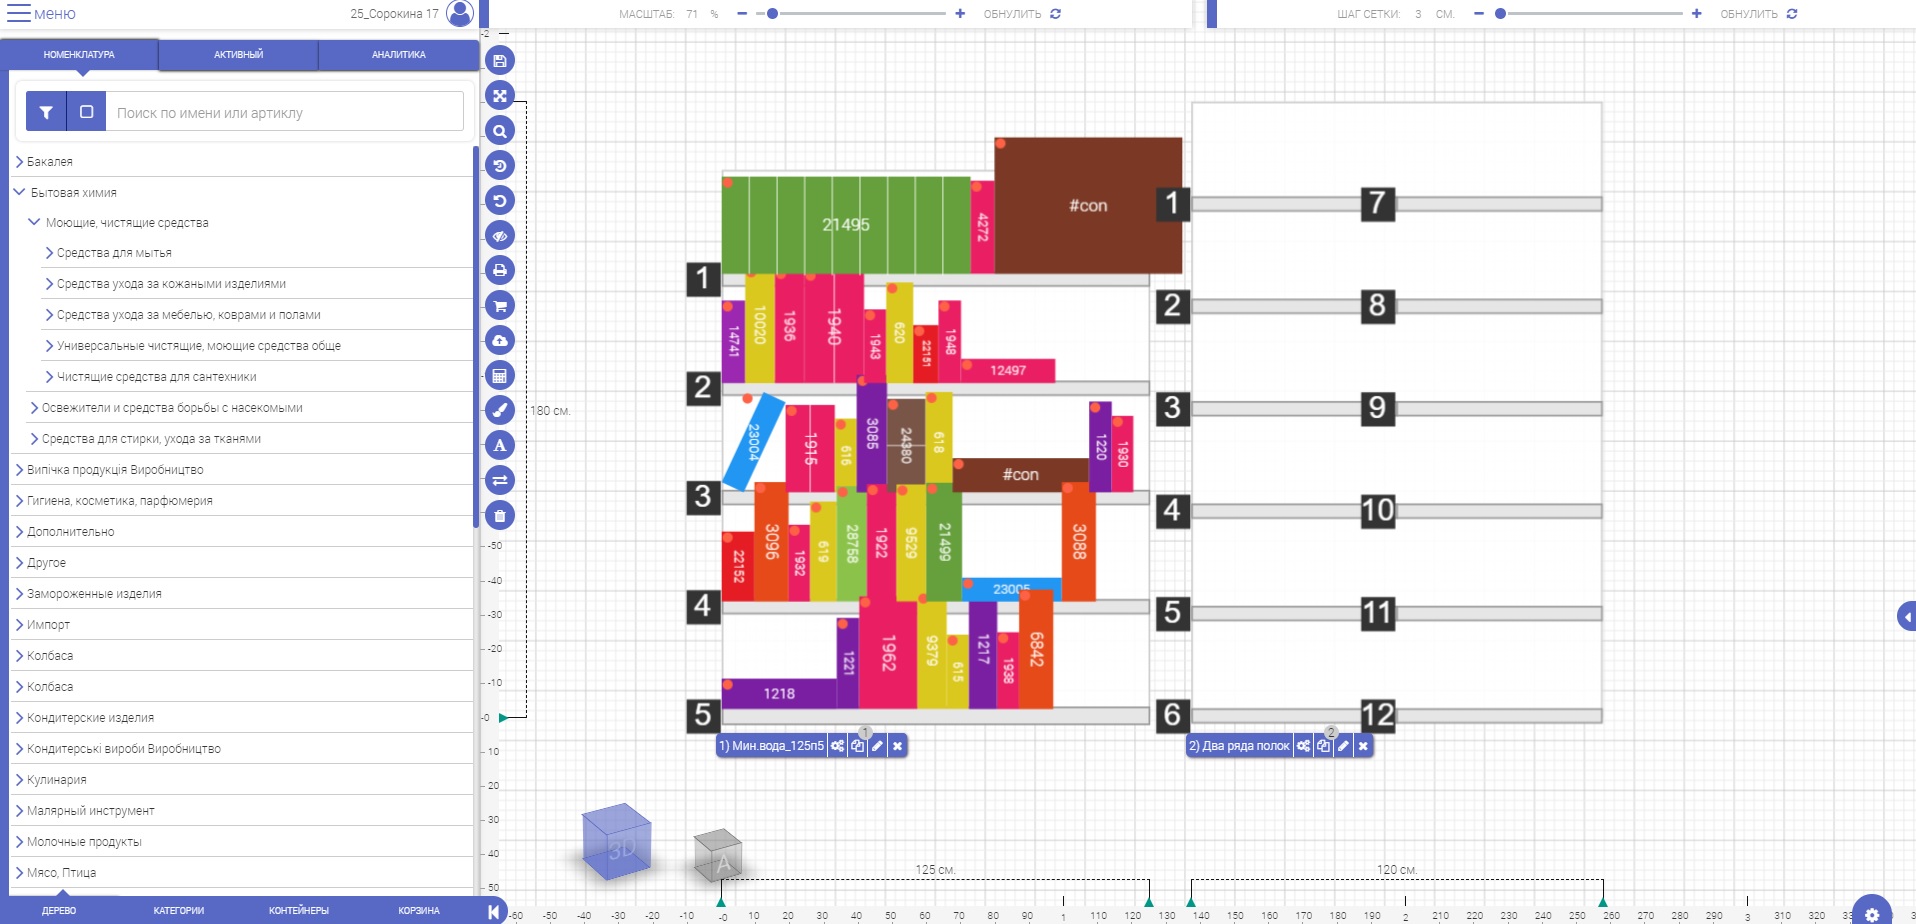 меню
25_Сорокина 17
МАСШТАБ: 71 %
ОБНУЛИТЬ
ШАГ СЕТКИ: 3 СМ.
ОБНУЛИТЬ
НОМЕНКЛАТУРА
АКТИВНЫЙ
АНАЛИТИКА
Поиск по имени или артиклу
Бакалея
Бытовая химия
Моющие, чистящие средства
Средства для мытья
Средства ухода за кожаными изделиями
Средства ухода за мебелью, коврами и полами
Универсальные чистящие, моющие средства обще
Чистящие средства для сантехники
Освежители и средства борьбы с насекомыми
Средства для стирки, ухода за тканями
Випічка продукція Виробництво
Гигиена, косметика, парфюмерия
Дополнительно
Другое
Замороженные изделия
Импорт
Колбаса
Колбаса
Кондитерские изделия
Кондитерські вироби Виробництво
Кулинария
Малярный инструмент
Молочные продукты
Мясо, Птица
ДЕРЕВО
КАТЕГОРИИ
КОНТЕЙНЕРЫ
КОРЗИНА
-2
180 см.
-50
-40
-30
-20
-10
-0
10
20
30
40
50
21495
4272
#con
1
14741
10020
1936
1940
1943
620
22151
1948
12497
2
23004
1915
616
3085
24380
618
#con
1220
1930
3
22152
3096
1932
619
28758
1922
9529
21499
23005
3088
4
1218
1221
1962
9379
615
1217
1938
6842
5
1
7
2
8
3
9
4
10
5
11
6
12
1) Мин.вода_125п5
1
2) Два ряда полок
2
3D
A
125 см.
120 см.
-60 -50 -40 -30 -20 -10 -0 10 20 30 40 50 60 70 80 90 1 110 120 130 140 150 160 170 180 190 2 210 220 230 240 250 260 270 280 290 3 310 320